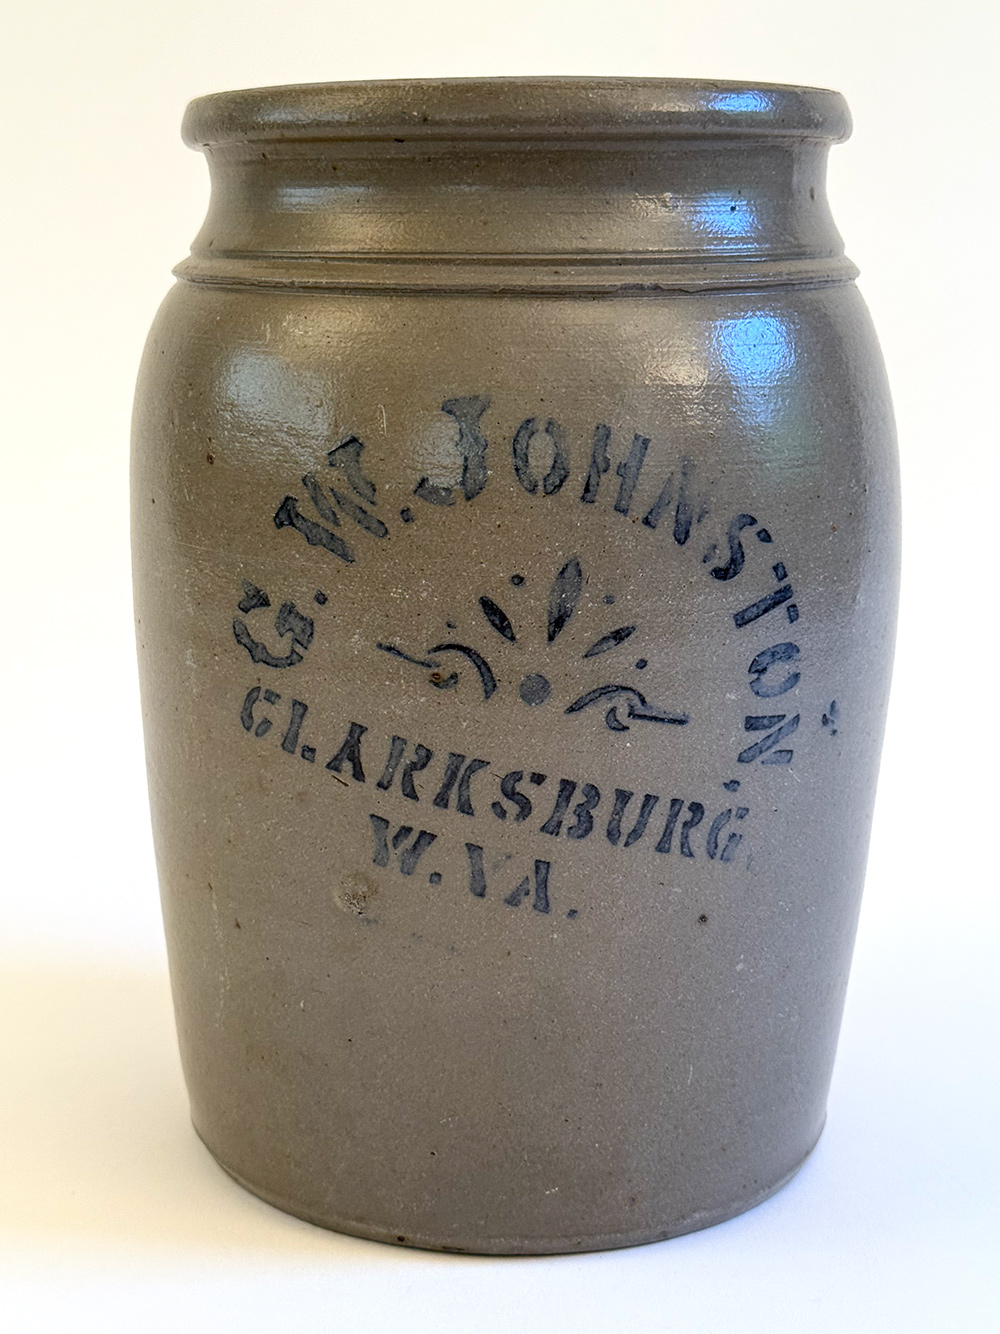 G. W. JOHNSTON,
CLARKSBURG
W. VA.